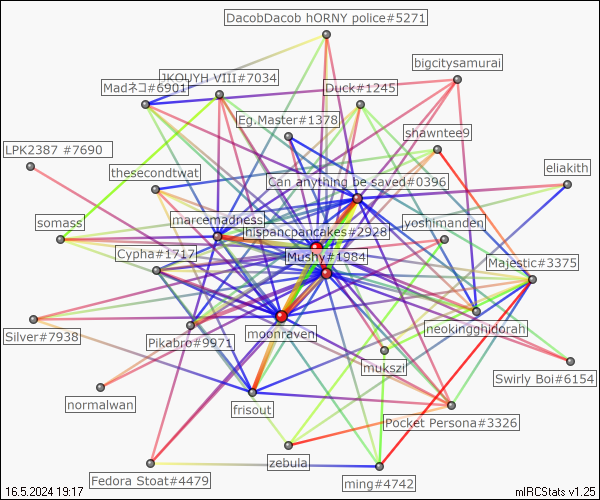 DacobDacob hORNY police#5271
bigcitysamurai
JKOUYH VIII#7034
Madネコ#6901
Duck#1245
Eg.Master#1378
shawntee9
LPK2387 #7690
thesecondtwat
eliakith
Can anything be saved#0396
somass
marcemadness
yoshimanden
hispancpancakes#2928
Cypha#1717
Mushy#1984
Majestic#3375
Silver#7938
Pikabro#9971
moonraven
neokingghidorah
mukszil
Swirly Boi#6154
normalwan
frisout
Pocket Persona#3326
zebula
Fedora Stoat#4479
ming#4742
16.5.2024 19:17
mIRCStats v1.25